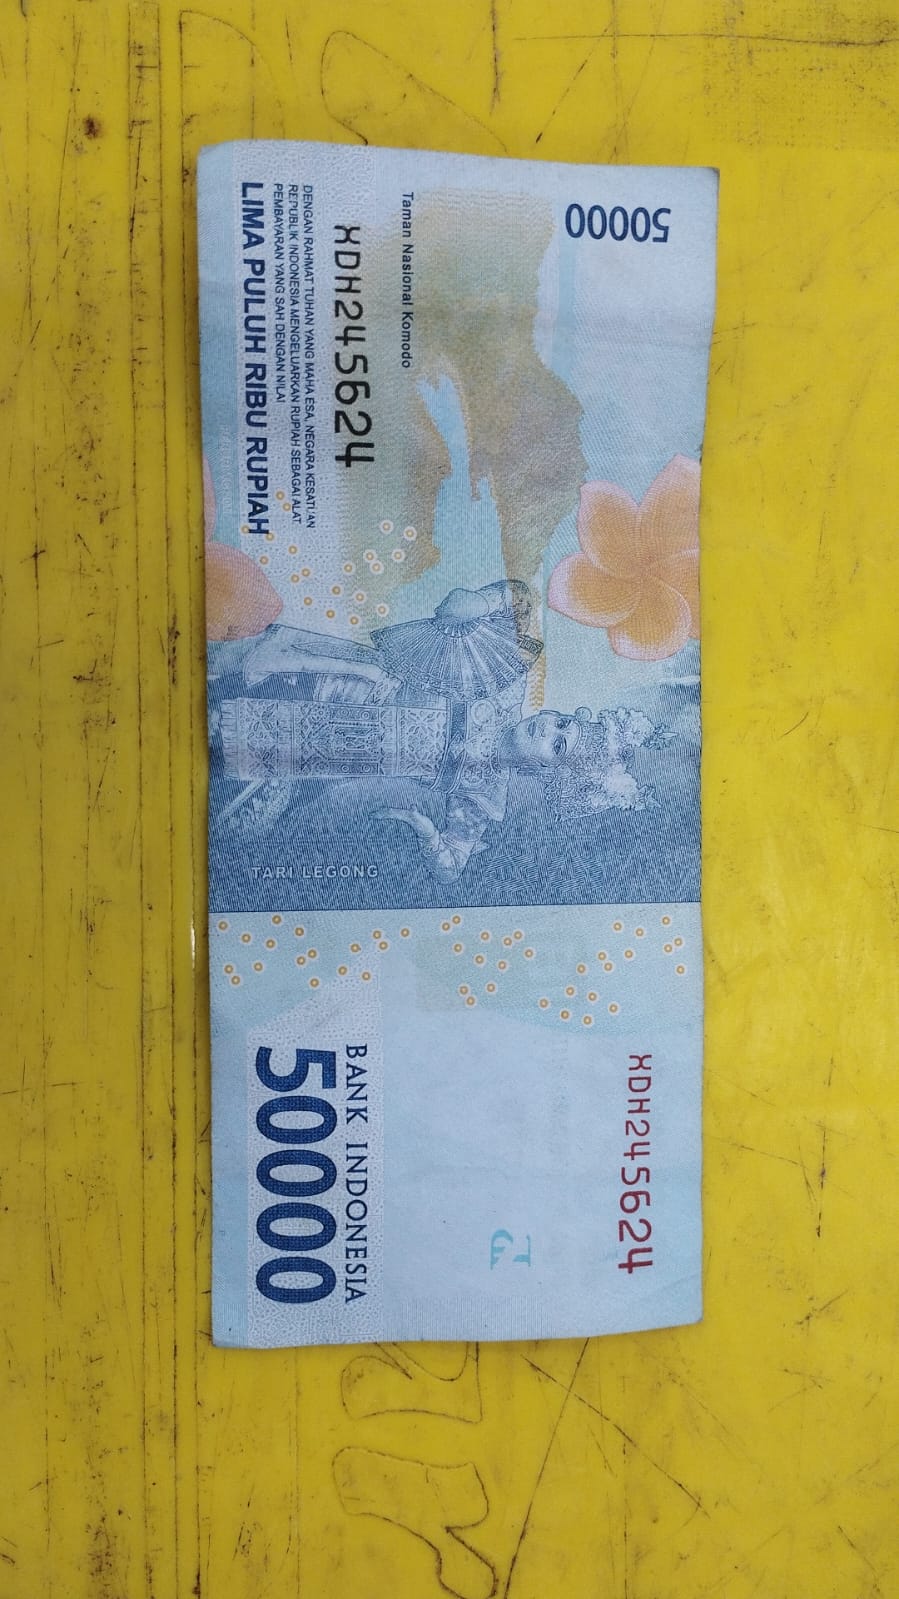 50000
Taman Nasional Komodo
XDH245624
DENGAN RAHMAT TUHAN YANG MAHA ESA, NEGARA KESATUAN
REPUBLIK INDONESIA MENGELUARKAN RUPIAH SEBAGAI ALAT
PEMBAYARAN YANG SAH DENGAN NILAI
LIMA PULUH RIBU RUPIAH
TARI LEGONG
XDH245624
BANK INDONESIA
50000